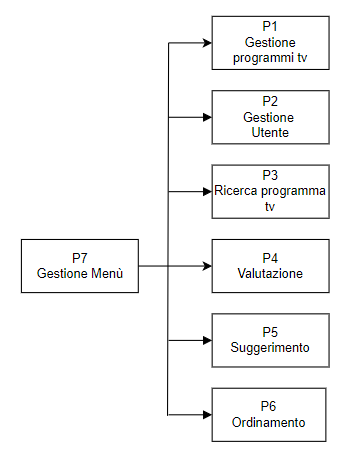 P1
Gestione
programmi tv
P2
Gestione
Utente
P3
Ricerca programma
tv
P7
Gestione Menù
P4
Valutazione
P5
Suggerimento
P6
Ordinamento